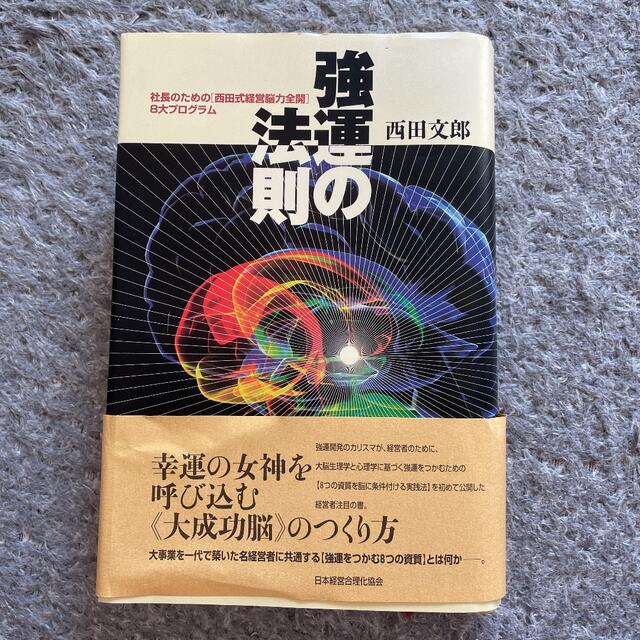 社長のための[西田式経営脳力全開]
8大プログラム
強運の
法則
西田文郎
幸運の女神を
呼び込む
《大成功脳》のつくり方
強運開発のカリスマが、経営者のために、
大脳生理学と心理学に基づく強運をつかむための
【8つの資質を脳に条件付ける実践法】を初めて公開した
経営者注目の書。
大事業を一代で築いた名経営者に共通する【強運をつかむ8つの資質】とは何か――。
日本経営合理化協会